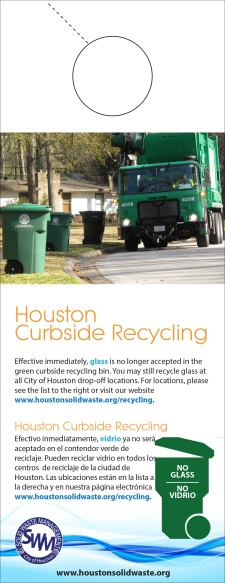 4008
4008
Houston
Curbside Recycling
Effective immediately, glass is no longer accepted in the
green curbside recycling bin. You may still recycle glass at
all City of Houston drop-off locations. For locations, please
see the list to the right or visit our website
www.houstonsolidwaste.org/recycling.
Houston Curbside Recycling
Efectivo inmediatamente, vidrio ya no será
aceptado en el contendor verde de
reciclaje. Pueden reciclar vidrio en todos los
centros de reciclaje de la ciudad de
Houston. Las ubicaciones están en la lista a
la derecha y en nuestra página electrónica
www.houstonsolidwaste.org/recycling.
NO
GLASS
NO
VIDRIO
SOLID WASTE MANAGEMENT
SWM
City of Houston
www.houstonsolidwaste.org